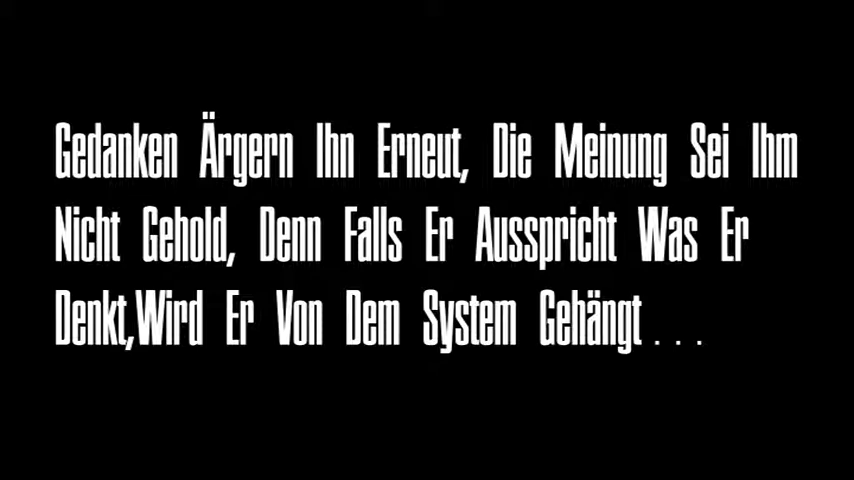 Gedanken Ärgern Ihn Erneut, Die Meinung Sei Ihm
Nicht Gehold, Denn Falls Er Ausspricht Was Er
Denkt,Wird Er Von Dem System Gehängt...